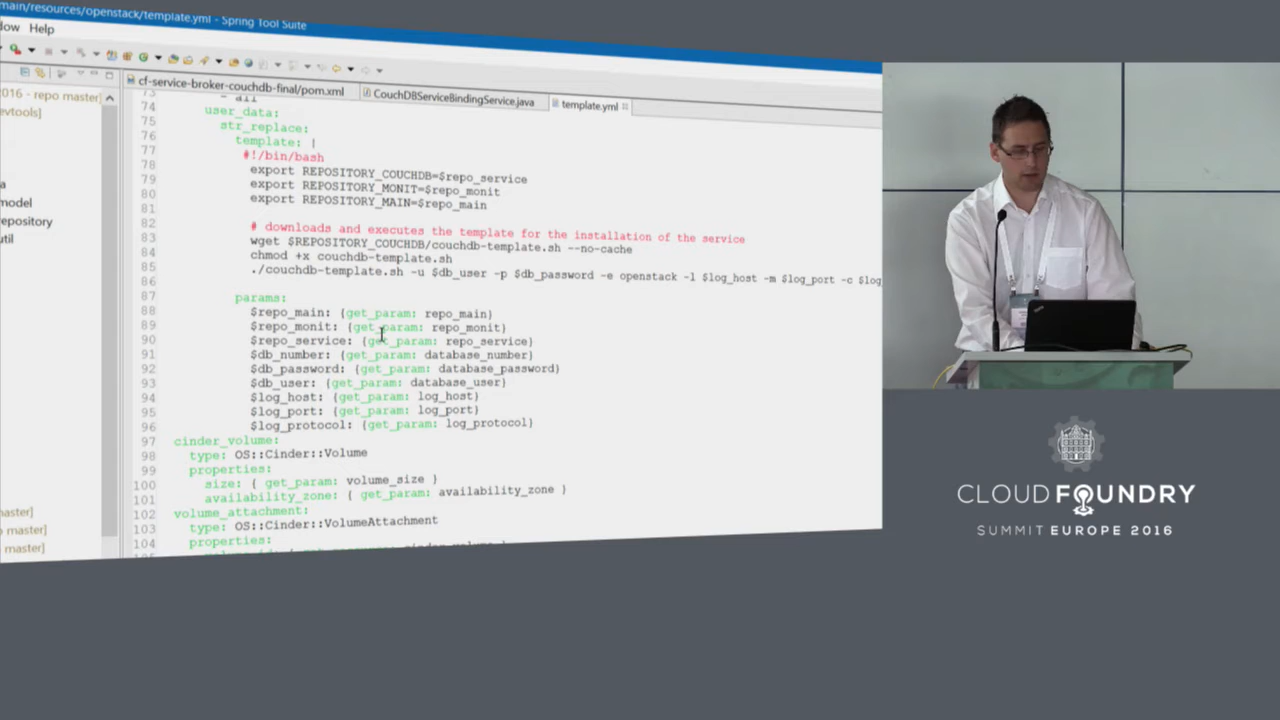 main/resources/openstack/template.yml - Spring Tool Suite
dow Help
2016 - repo master]
evtools]
a
model
epository
util
master]
o master]
master]
cf-service-broker-couchdb-final/pom.xml
CouchDBServiceBindingService.java
template.yml
73 - all
74 user_data:
75 str_replace:
76 template: |
77 #!/bin/bash
78 export REPOSITORY_COUCHDB=$repo_service
79 export REPOSITORY_MONIT=$repo_monit
80 export REPOSITORY_MAIN=$repo_main
81
82 # downloads and executes the template for the installation of the service
83 wget $REPOSITORY_COUCHDB/couchdb-template.sh --no-cache
84 chmod +x couchdb-template.sh
85 ./couchdb-template.sh -u $db_user -p $db_password -e openstack -l $log_host -m $log_port -c $log
86
87 params:
88 $repo_main: {get_param: repo_main}
89 $repo_monit: {get_param: repo_monit}
90 $repo_service: {get_param: repo_service}
91 $db_number: {get_param: database_number}
92 $db_password: {get_param: database_password}
93 $db_user: {get_param: database_user}
94 $log_host: {get_param: log_host}
95 $log_port: {get_param: log_port}
96 $log_protocol: {get_param: log_protocol}
97 cinder_volume:
98 type: OS::Cinder::Volume
99 properties:
100 size: { get_param: volume_size }
101 availability_zone: { get_param: availability_zone }
102 volume_attachment:
103 type: OS::Cinder::VolumeAttachment
104 properties:
CLOUD FOUNDRY
SUMMIT EUROPE 2016